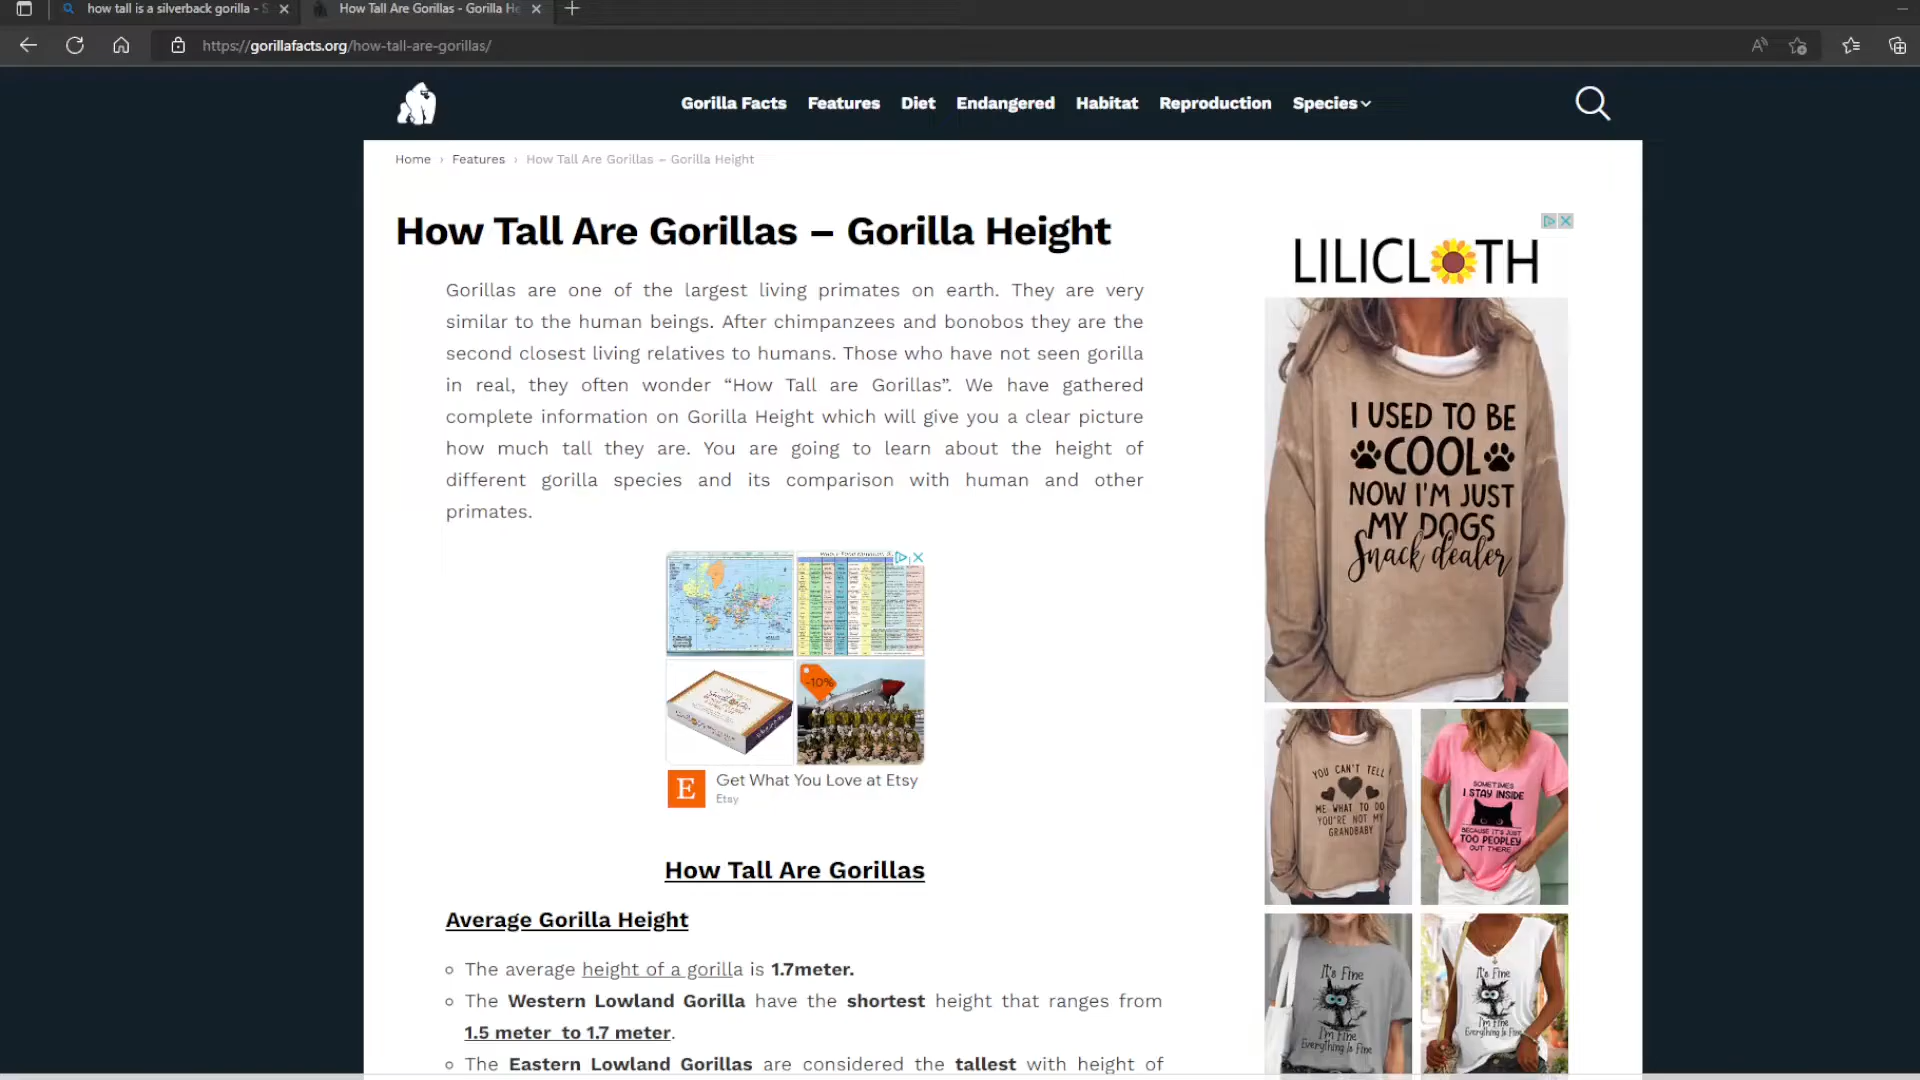 how tall is a silverback gorilla - S
How Tall Are Gorillas - Gorilla He
https://gorillafacts.org/how-tall-are-gorillas/
Gorilla Facts Features Diet Endangered Habitat Reproduction Species
Home › Features › How Tall Are Gorillas – Gorilla Height
How Tall Are Gorillas – Gorilla Height
Gorillas are one of the largest living primates on earth. They are very
similar to the human beings. After chimpanzees and bonobos they are the
second closest living relatives to humans. Those who have not seen gorilla
in real, they often wonder “How Tall are Gorillas”. We have gathered
complete information on Gorilla Height which will give you a clear picture
how much tall they are. You are going to learn about the height of
different gorilla species and its comparison with human and other
primates.
-10%
E
Get What You Love at Etsy
Etsy
How Tall Are Gorillas
Average Gorilla Height
The average height of a gorilla is 1.7meter.
The Western Lowland Gorilla have the shortest height that ranges from
1.5 meter to 1.7 meter.
The Eastern Lowland Gorillas are considered the tallest with height of
LILICLOTH
I USED TO BE
COOL
NOW I'M JUST
MY DOGS
Snack dealer
YOU CAN'T TELL
ME WHAT TO DO
YOU'RE NOT MY
GRANDBABY
SOMETIMES
I STAY INSIDE
BECAUSE IT'S JUST
TOO PEOPLEY
OUT THERE
It's Fine
I'm Fine
Everything Is Fine
It's Fine
I'm Fine
Everything Is Fine